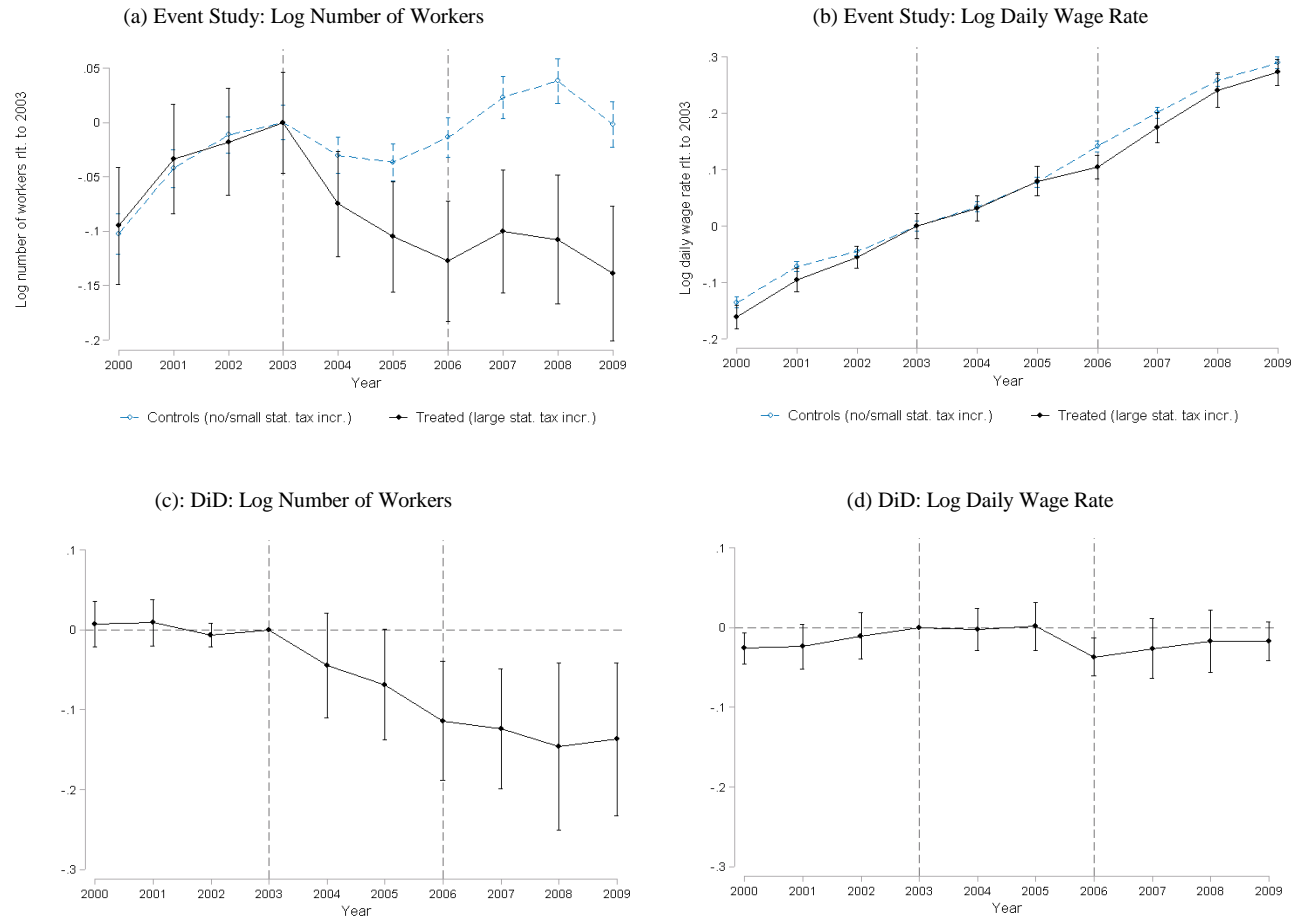 (a) Event Study: Log Number of Workers
Log number of workers rlt. to 2003
.05
0
-.05
-.1
-.15
-.2
2000 2001 2002 2003 2004 2005 2006 2007 2008 2009
Year
Controls (no/small stat. tax incr.) Treated (large stat. tax incr.)
(b) Event Study: Log Daily Wage Rate
Log daily wage rate rlt. to 2003
.3
.2
.1
0
-.1
-.2
2000 2001 2002 2003 2004 2005 2006 2007 2008 2009
Year
Controls (no/small stat. tax incr.) Treated (large stat. tax incr.)
(c): DiD: Log Number of Workers
.1
0
-.1
-.2
-.3
2000 2001 2002 2003 2004 2005 2006 2007 2008 2009
Year
(d) DiD: Log Daily Wage Rate
.1
0
-.1
-.2
-.3
2000 2001 2002 2003 2004 2005 2006 2007 2008 2009
Year